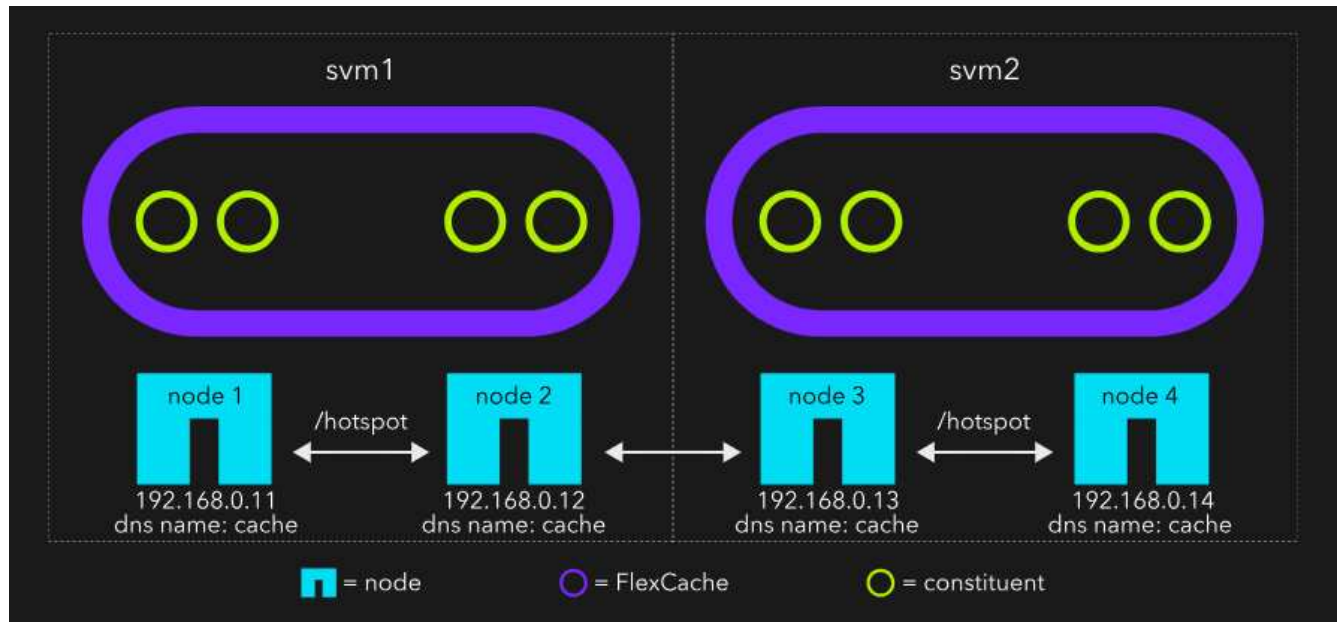 svm1
svm2
node 1
/hotspot
node 2
node 3
/hotspot
node 4
192.168.0.11
dns name: cache
192.168.0.12
dns name: cache
192.168.0.13
dns name: cache
192.168.0.14
dns name: cache
= node
= FlexCache
= constituent